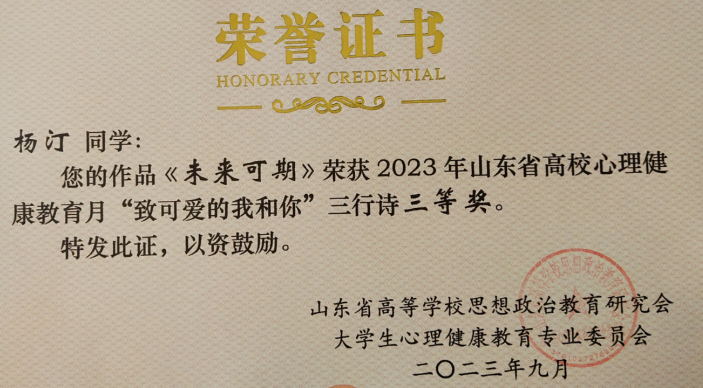 荣誉证书
HONORARY CREDENTIAL
杨汀 同学：
您的作品《未来可期》荣获 2023 年山东省高校心理健
康教育月“致可爱的我和你”三行诗三等奖。
特发此证，以资鼓励。
山东省高等学校思想政治教育研究会
大学生心理健康教育专业委员会
二〇二三年九月